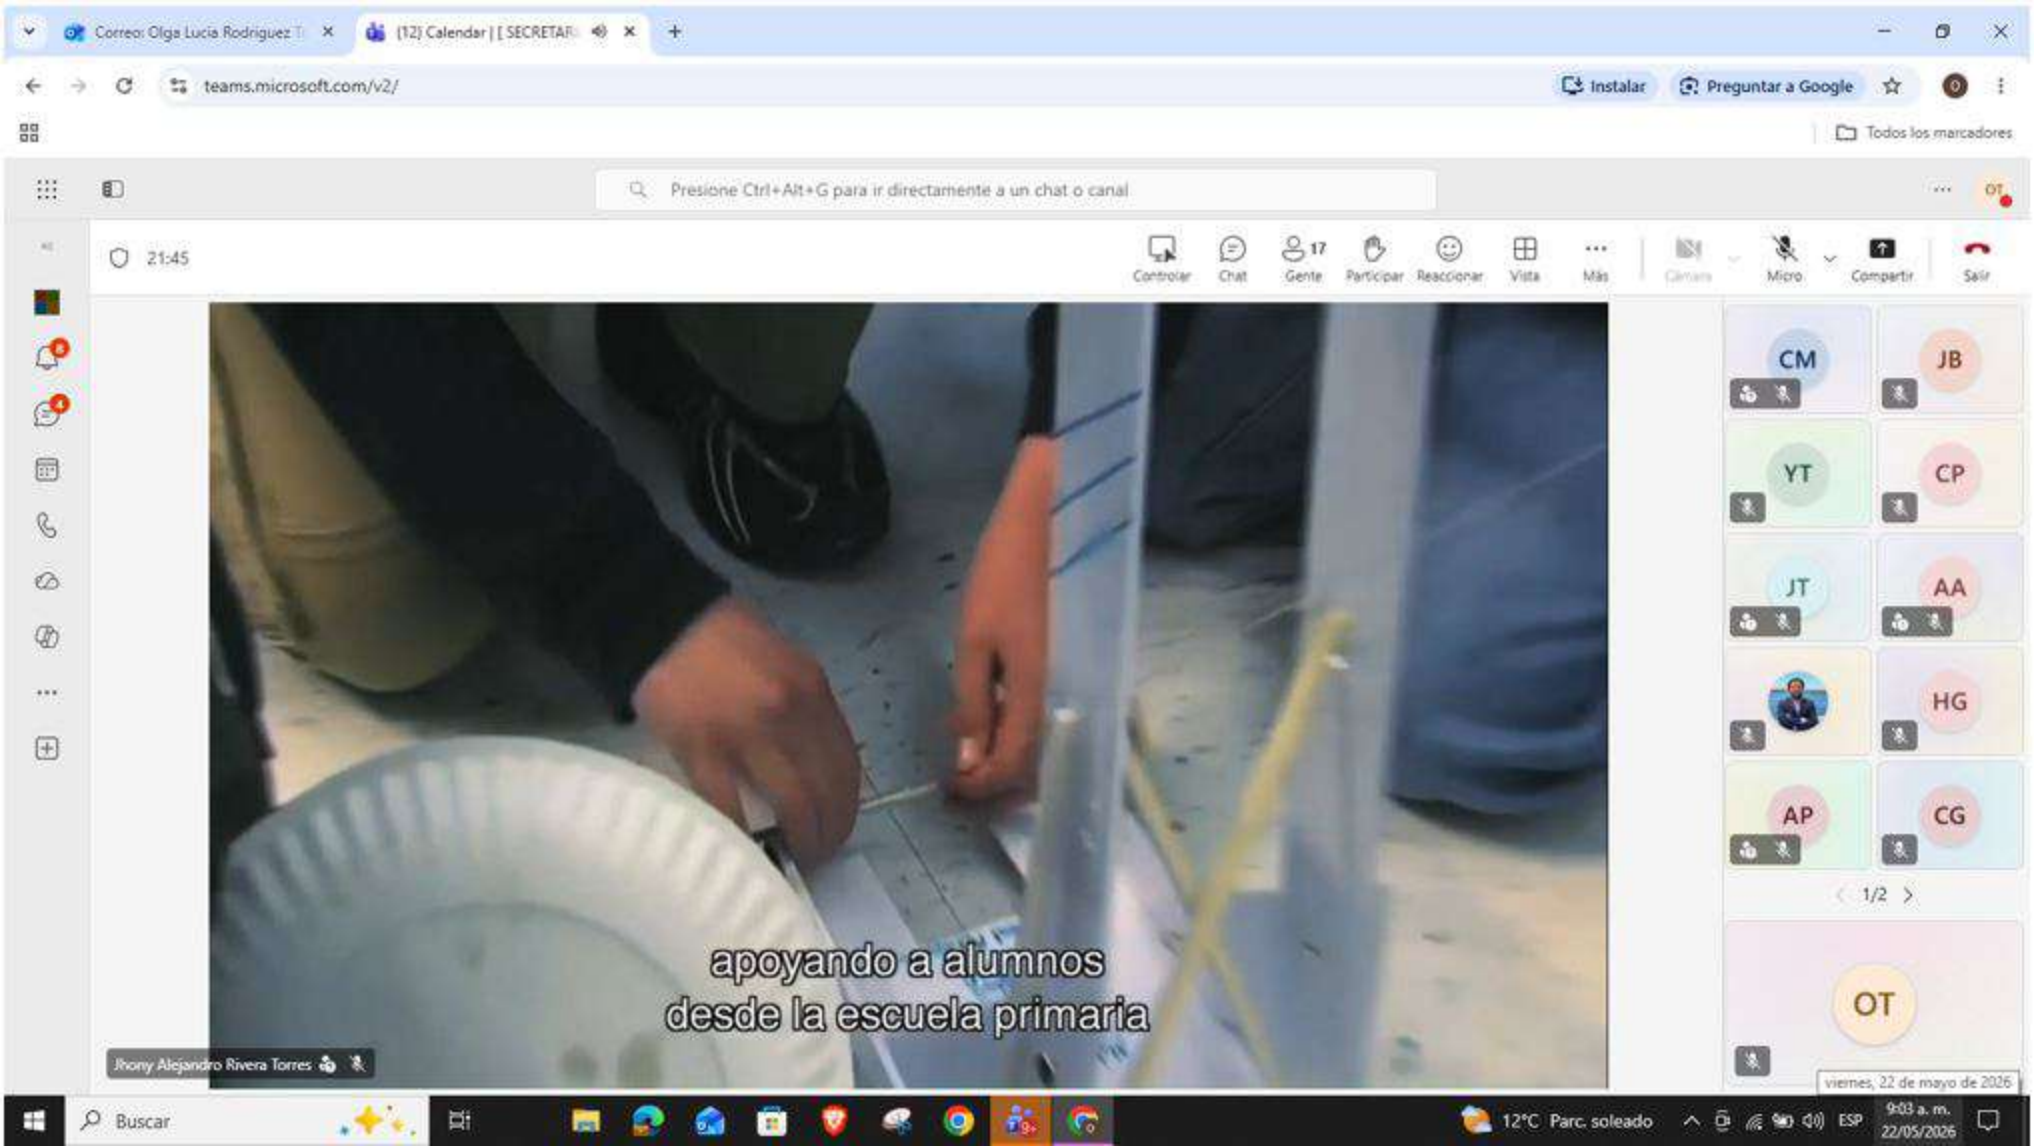 Correo: Olga Lucia Rodriguez T
(12) Calendar | [ SECRETAR
teams.microsoft.com/v2/
Instalar
Preguntar a Google
O
Todos los marcadores
Presione Ctrl+Alt+G para ir directamente a un chat o canal
OT
21:45
Controlar
Chat
17
Gente
Participar
Reaccionar
Vista
Más
Cámara
Micro
Compartir
Salir
8
4
CM
JB
YT
CP
JT
AA
HG
AP
CG
1/2
OT
apoyando a alumnos
desde la escuela primaria
Jhony Alejandro Rivera Torres
viernes, 22 de mayo de 2026
Buscar
12°C Parc. soleado
ESP
9:03 a. m.
22/05/2026